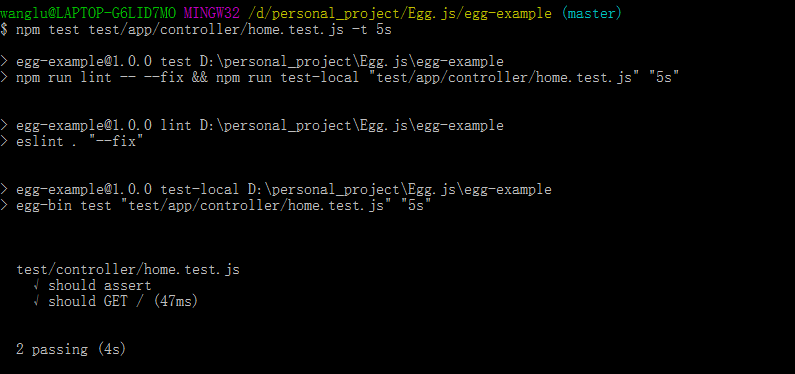 wanglu@LAPTOP-G6LID7MO MINGW32 /d/personal_project/Egg.js/egg-example (master)
$ npm test test/app/controller/home.test.js -t 5s
> egg-example@1.0.0 test D:\personal_project\Egg.js\egg-example
> npm run lint -- --fix && npm run test-local "test/app/controller/home.test.js" "5s"
> egg-example@1.0.0 lint D:\personal_project\Egg.js\egg-example
> eslint . "--fix"
> egg-example@1.0.0 test-local D:\personal_project\Egg.js\egg-example
> egg-bin test "test/app/controller/home.test.js" "5s"
test/controller/home.test.js
√ should assert
√ should GET / (47ms)
2 passing (4s)